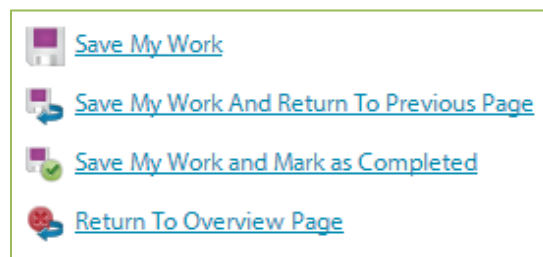 Save My Work
Save My Work And Return To Previous Page
Save My Work and Mark as Completed
Return To Overview Page